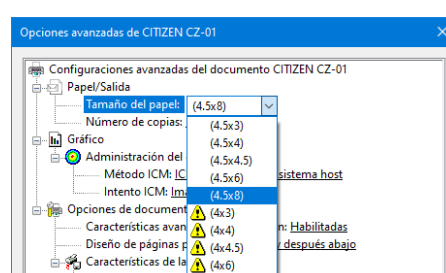 Opciones avanzadas de CITIZEN CZ-01
Configuraciones avanzadas del documento CITIZEN CZ-01
Papel/Salida
Tamaño del papel: (4.5x8)
Número de copias:
(4.5x3)
(4.5x4)
(4.5x4.5)
(4.5x6)
(4.5x8)
(4x3)
(4x4)
(4x4.5)
(4x6)
Gráfico
Administración del
Método ICM: sistema host
Intento ICM:
Opciones de document
Características avan n: Habilitadas
Diseño de páginas después abajo
Características de la